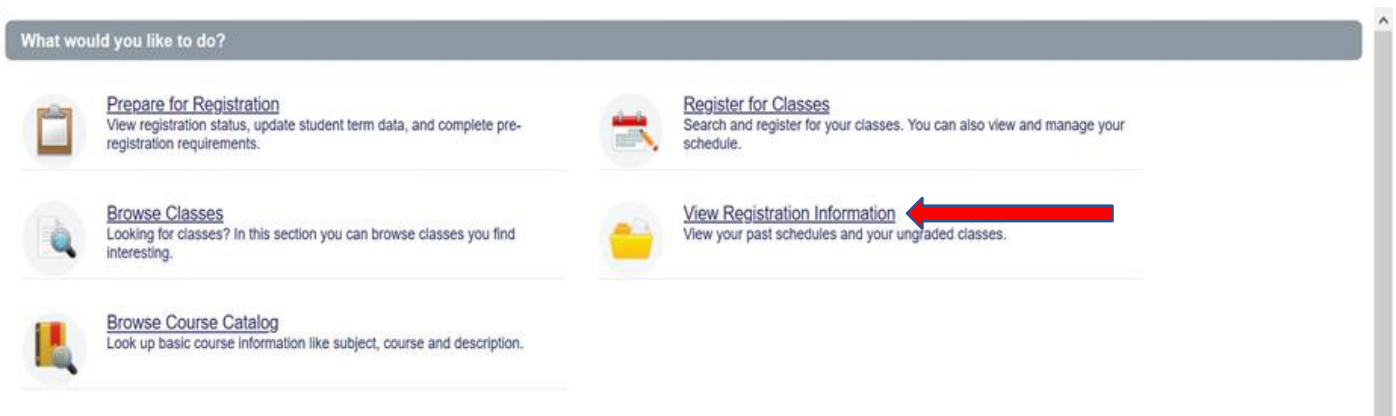 What would you like to do?
Prepare for Registration
View registration status, update student term data, and complete pre-
registration requirements.
Register for Classes
Search and register for your classes. You can also view and manage your
schedule.
Browse Classes
Looking for classes? In this section you can browse classes you find
interesting.
View Registration Information
View your past schedules and your ungraded classes.
Browse Course Catalog
Look up basic course information like subject, course and description.